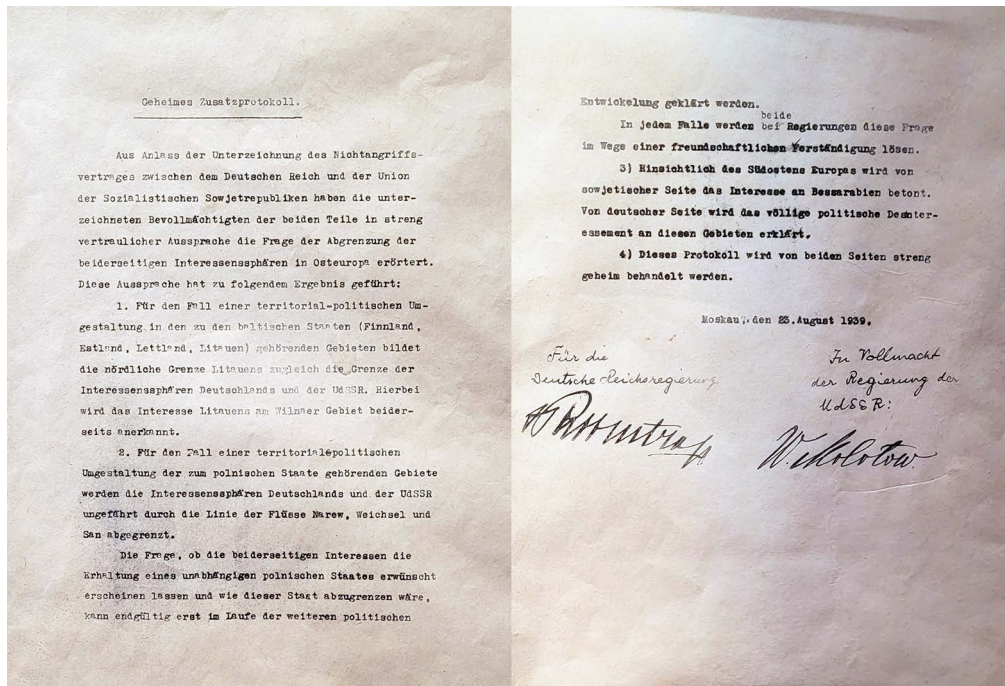 Geheimes Zusatzprotokoll.
Aus Anlass der Unterzeichnung des Nichtangriffs-
vertrages zwischen dem Deutschen Reich und der Union
der Sozialistischen Sowjetrepubliken haben die unter-
zeichneten Bevollmächtigten der beiden Teile in streng
vertraulicher Aussprache die Frage der Abgrenzung der
beiderseitigen Interessenssphären in Osteuropa erörtert.
Diese Aussprache hat zu folgendem Ergebnis geführt:
1. Für den Fall einer territorial-politischen Um-
gestaltung in den zu den baltischen Staaten (Finnland,
Estland, Lettland, Litauen) gehörenden Gebieten bildet
die nördliche Grenze Litauens zugleich die Grenze der
Interessenssphären Deutschlands und der UdSSR. Hierbei
wird das Interesse Litauens am Wilnaer Gebiet beider-
seits anerkannt.
2. Für den Fall einer territorial-politischen
Umgestaltung der zum polnischen Staate gehörenden Gebiete
werden die Interessenssphären Deutschlands und der UdSSR
ungefährt durch die Linie der Flüsse Narew, Weichsel und
San abgegrenzt.
Die Frage, ob die beiderseitigen Interessen die
Erhaltung eines unabhängigen polnischen Staates erwünscht
erscheinen lassen und wie dieser Staat abzugrenzen wäre,
kann endgültig erst im Laufe der weiteren politischen
Entwickelung geklärt werden.
beide
In jedem Falle werden bei Regierungen diese Frage
im Wege einer freundschaftlichen Verständigung lösen.
3) Hinsichtlich des Südostens Europas wird von
sowjetischer Seite das Interesse an Bessarabien betont.
Von deutscher Seite wird das völlige politische Desinter-
essement an diesen Gebieten erklärt.
4) Dieses Protokoll wird von beiden Seiten streng
geheim behandelt werden.
Moskau, den 23. August 1939.
Für die
Deutsche Reichsregierung
In Vollmacht
der Regierung der
UdSSR:
W. Molotow